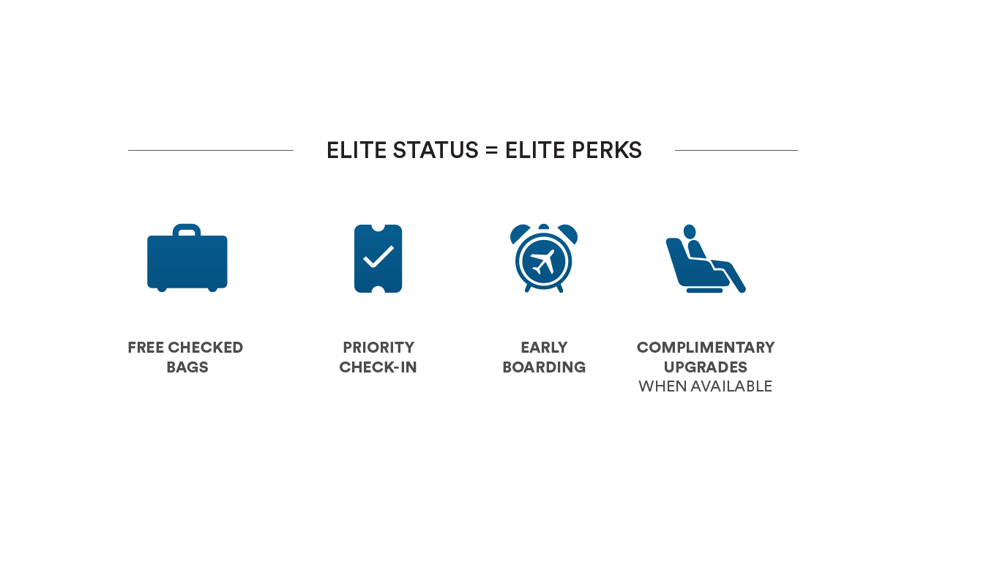 ELITE STATUS = ELITE PERKS
FREE CHECKED
BAGS
PRIORITY
CHECK-IN
EARLY
BOARDING
COMPLIMENTARY
UPGRADES
WHEN AVAILABLE